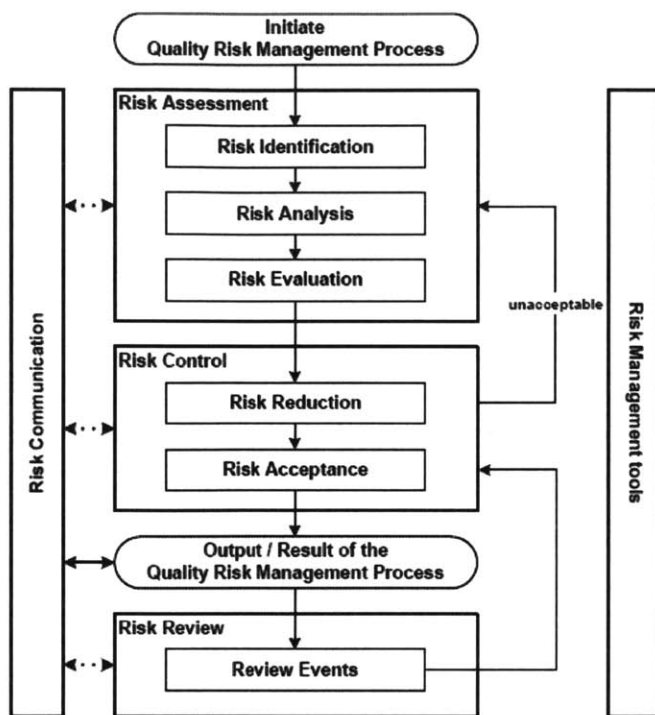 Initiate
Quality Risk Management Process
Risk Assessment
Risk Identification
Risk Analysis
Risk Evaluation
unacceptable
Risk Control
Risk Reduction
Risk Acceptance
Output / Result of the
Quality Risk Management Process
Risk Review
Review Events
Risk Communication
Risk Management tools